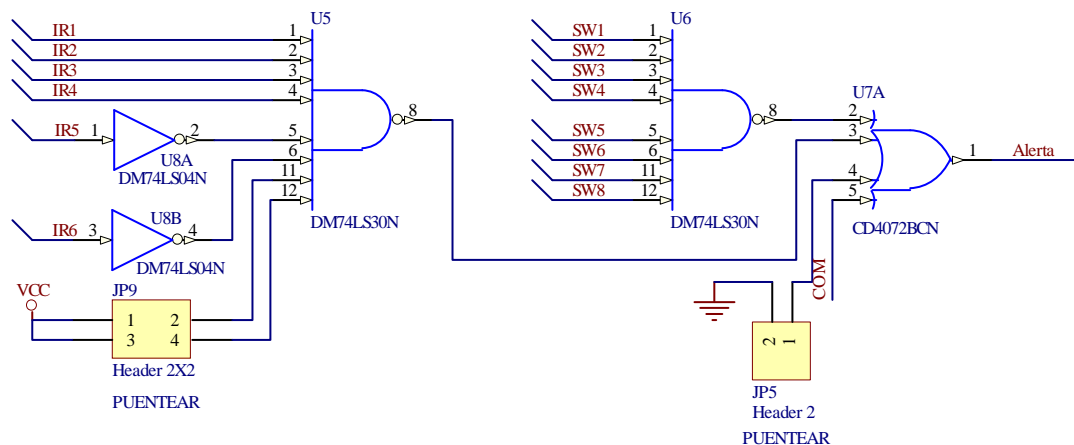 U5
IR1
1
IR2
2
IR3
3
IR4
4
IR5
1
2
5
U8A
DM74LS04N
6
11
12
8
DM74LS30N
IR6
3
U8B
4
DM74LS04N
VCC
JP9
1
2
3
4
Header 2X2
PUENTEAR
U6
SW1
1
SW2
2
SW3
3
SW4
4
SW5
5
SW6
6
SW7
11
SW8
12
8
DM74LS30N
U7A
2
3
4
5
1
Alerta
CD4072BCN
COM
2
1
JP5
Header 2
PUENTEAR